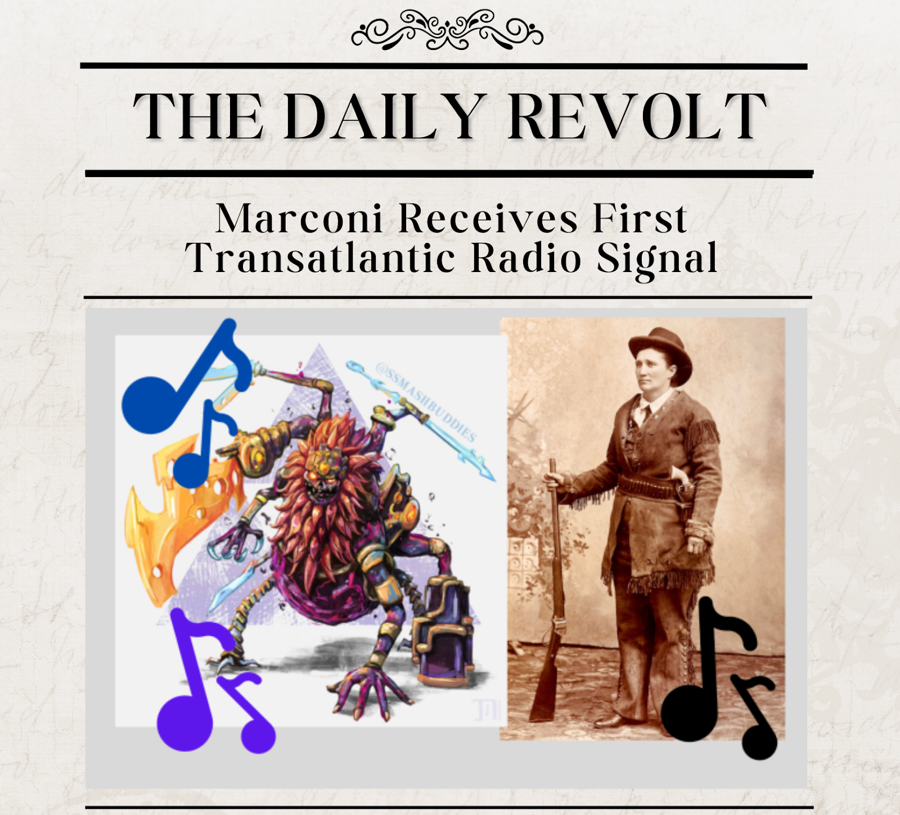 THE DAILY REVOLT
Marconi Receives First
Transatlantic Radio Signal
@SSMASHBUDDIES